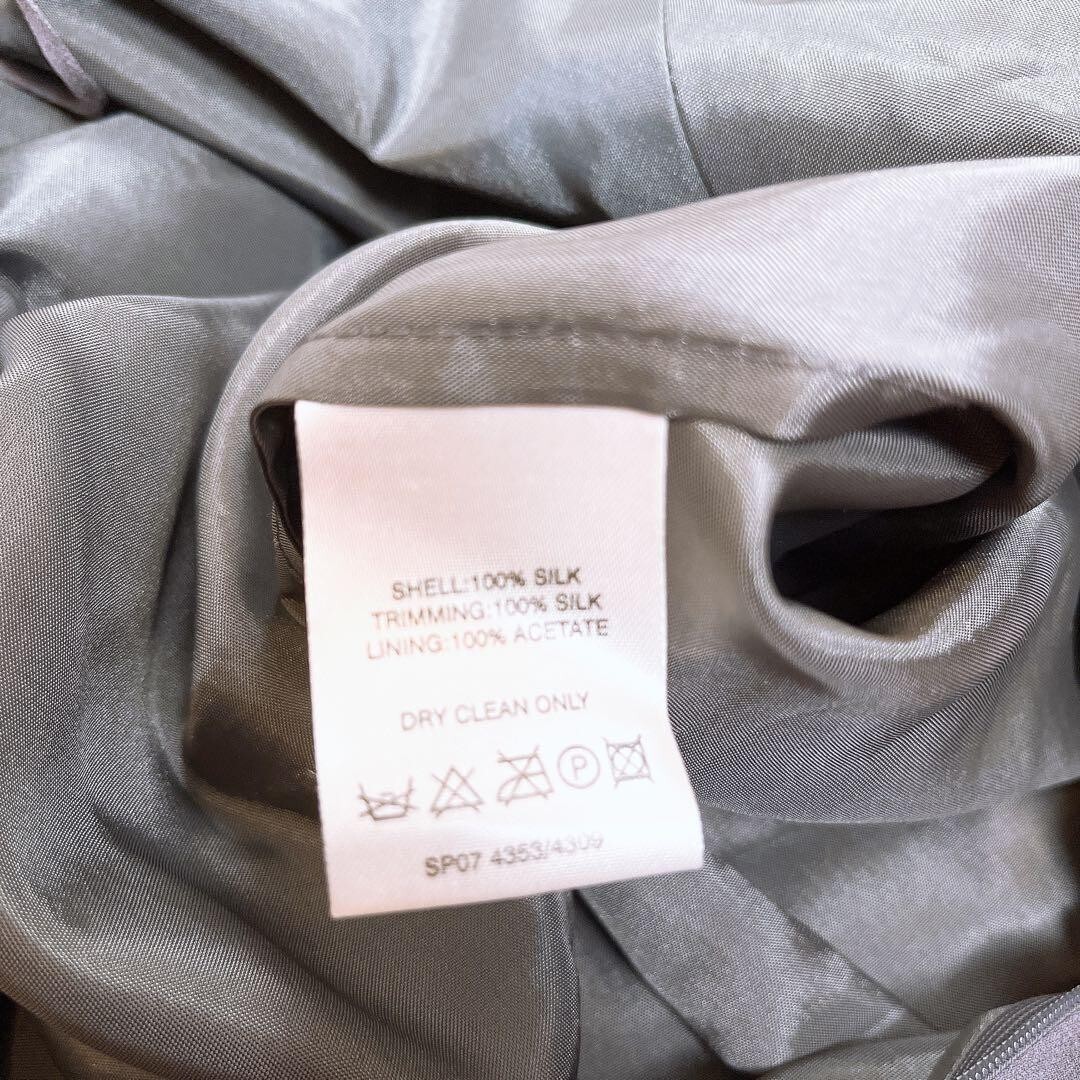 SHELL:100% SILK
TRIMMING:100% SILK
LINING:100% ACETATE
DRY CLEAN ONLY
P
SP07 4353/4309